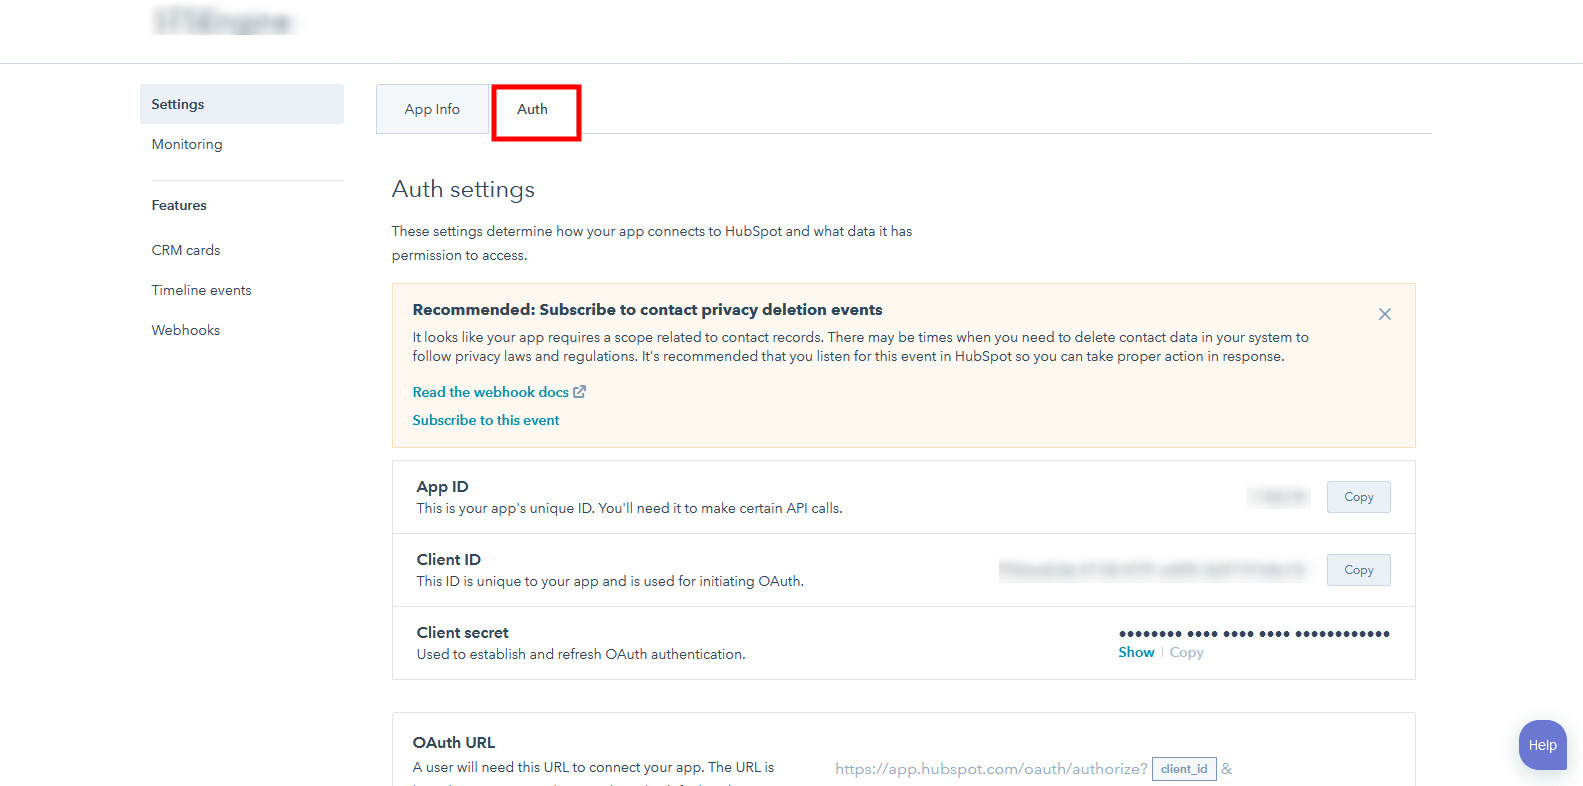 Settings
Monitoring
Features
CRM cards
Timeline events
Webhooks
App Info
Auth
Auth settings
These settings determine how your app connects to HubSpot and what data it has
permission to access.
Recommended: Subscribe to contact privacy deletion events
It looks like your app requires a scope related to contact records. There may be times when you need to delete contact data in your system to
follow privacy laws and regulations. It's recommended that you listen for this event in HubSpot so you can take proper action in response.
Read the webhook docs
Subscribe to this event
App ID
This is your app's unique ID. You'll need it to make certain API calls.
Copy
Client ID
This ID is unique to your app and is used for initiating OAuth.
Copy
Client secret
Used to establish and refresh OAuth authentication.
•••••••• •••• •••• •••• ••••••••••••
Show | Copy
OAuth URL
A user will need this URL to connect your app. The URL is
https://app.hubspot.com/oauth/authorize? client_id &
Help